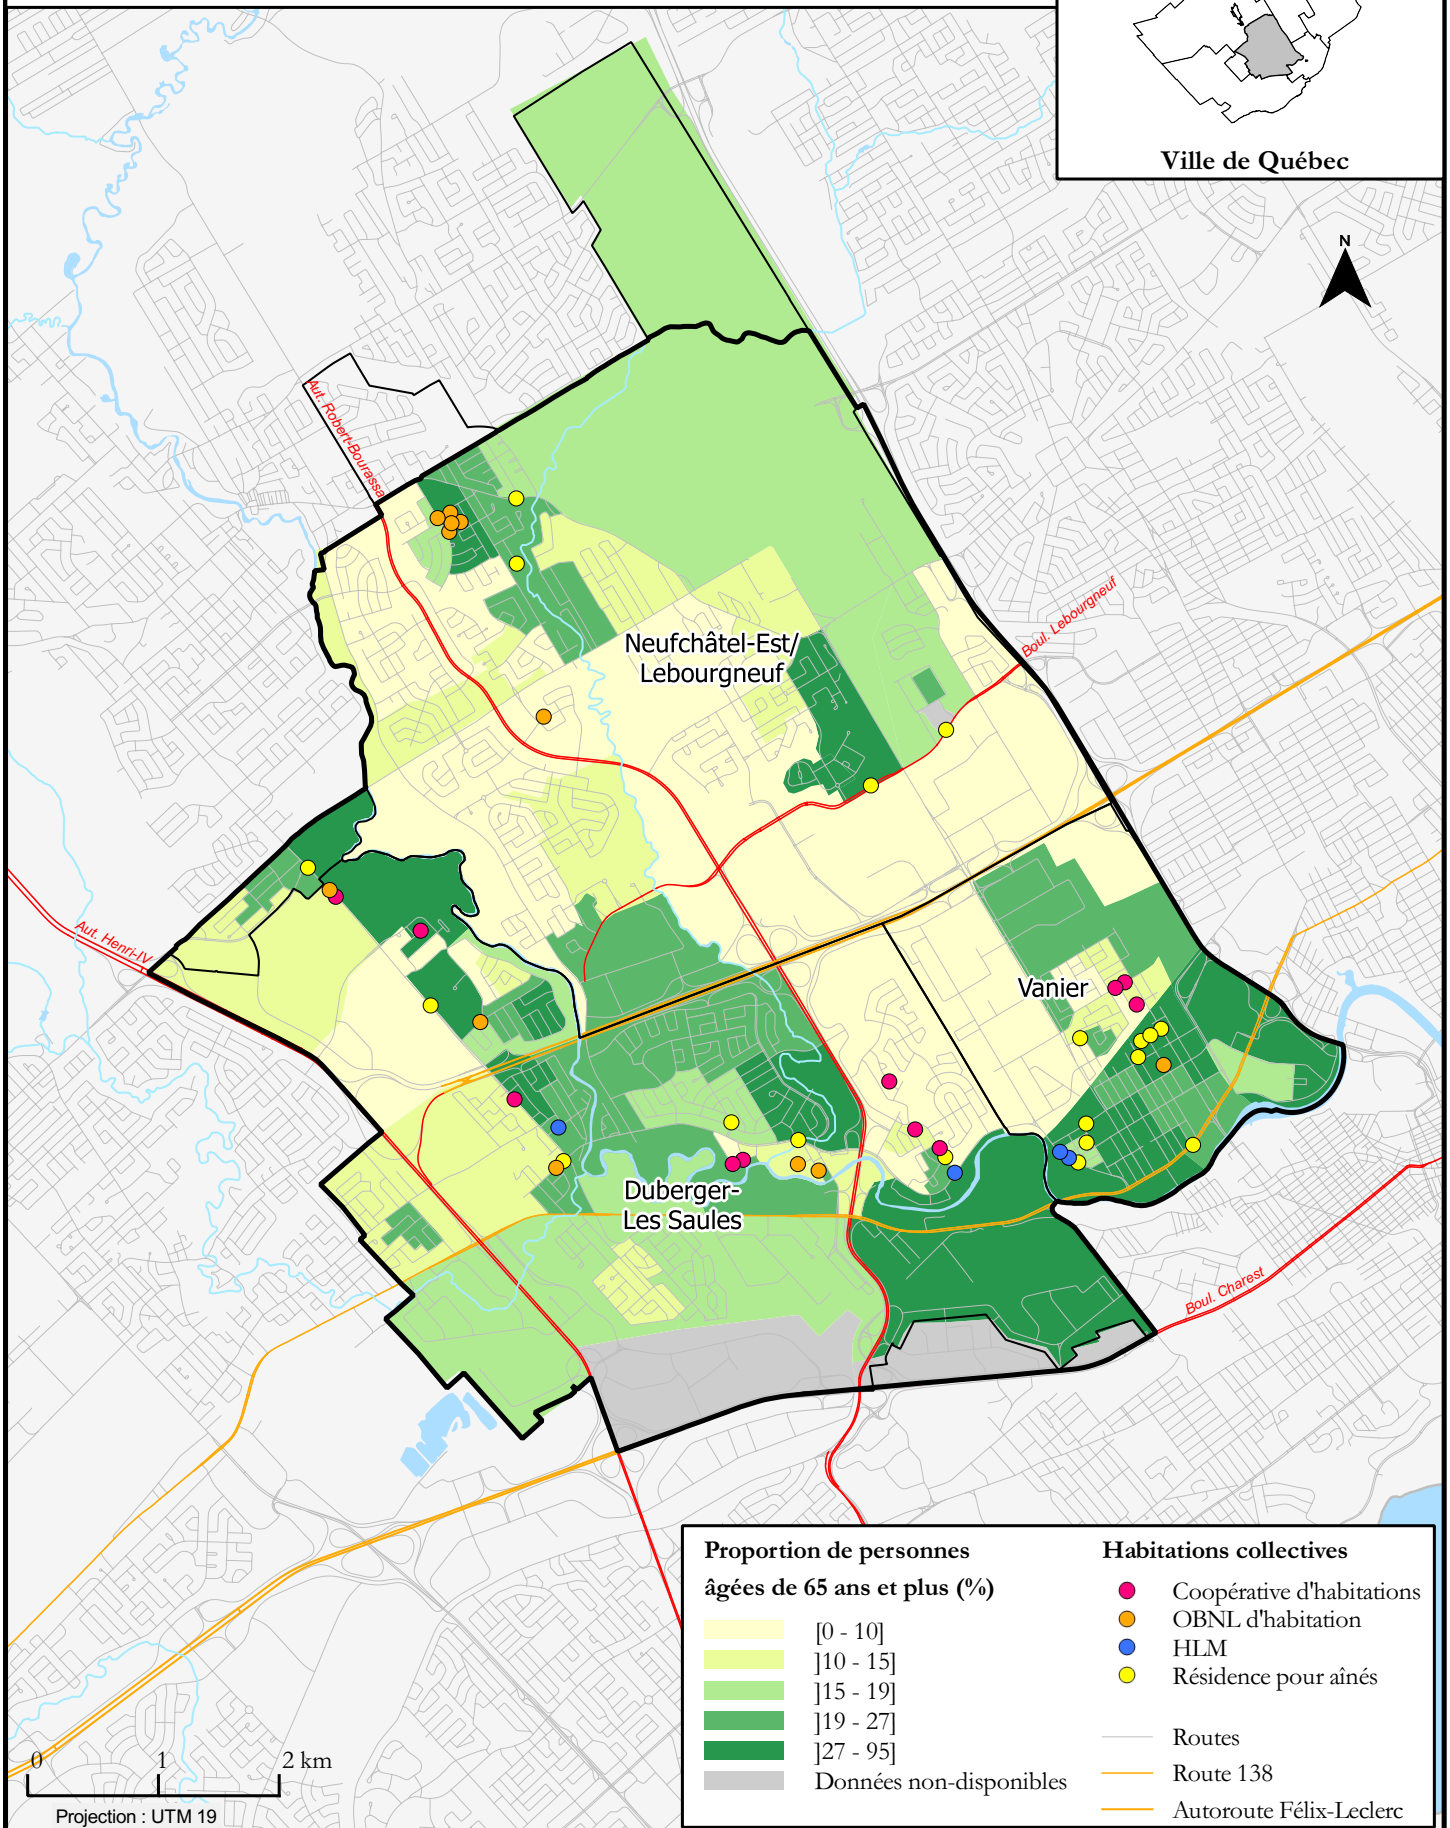 Ville de Québec
N
Aut. Robert-Bourassa
Boul. Lebourgneuf
Neufchâtel-Est/
Lebourgneuf
Aut. Henri-IV
Vanier
Duberger-
Les Saules
Boul. Charest
Proportion de personnes
âgées de 65 ans et plus (%)
[0 - 10]
]10 - 15]
]15 - 19]
]19 - 27]
]27 - 95]
Données non-disponibles
Habitations collectives
Coopérative d'habitations
OBNL d'habitation
HLM
Résidence pour aînés
Routes
Route 138
Autoroute Félix-Leclerc
0 1 2 km
Projection : UTM 19